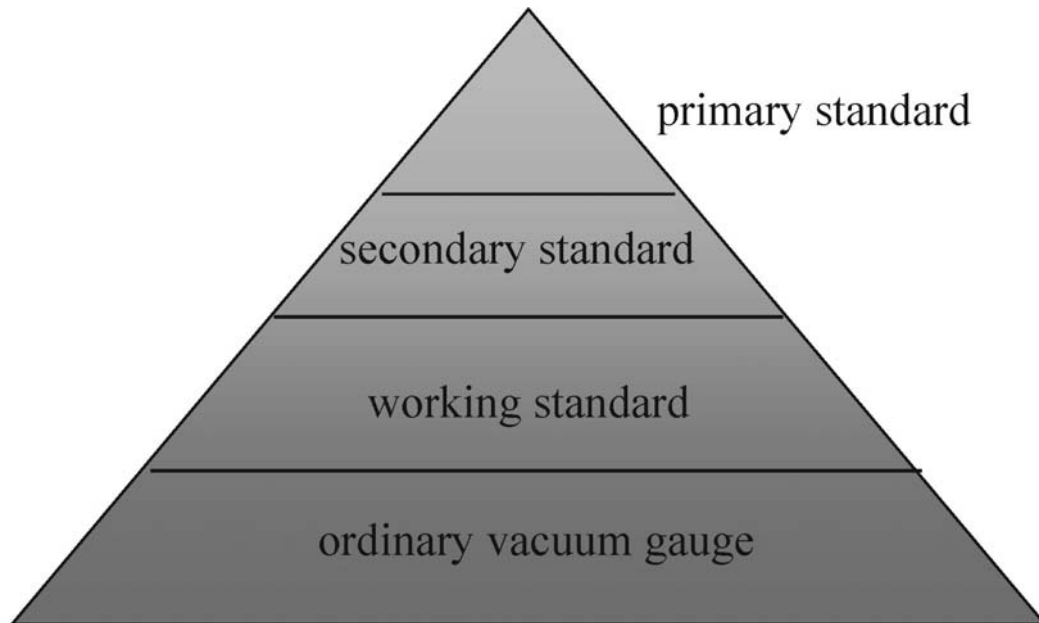 primary standard
secondary standard
working standard
ordinary vacuum gauge